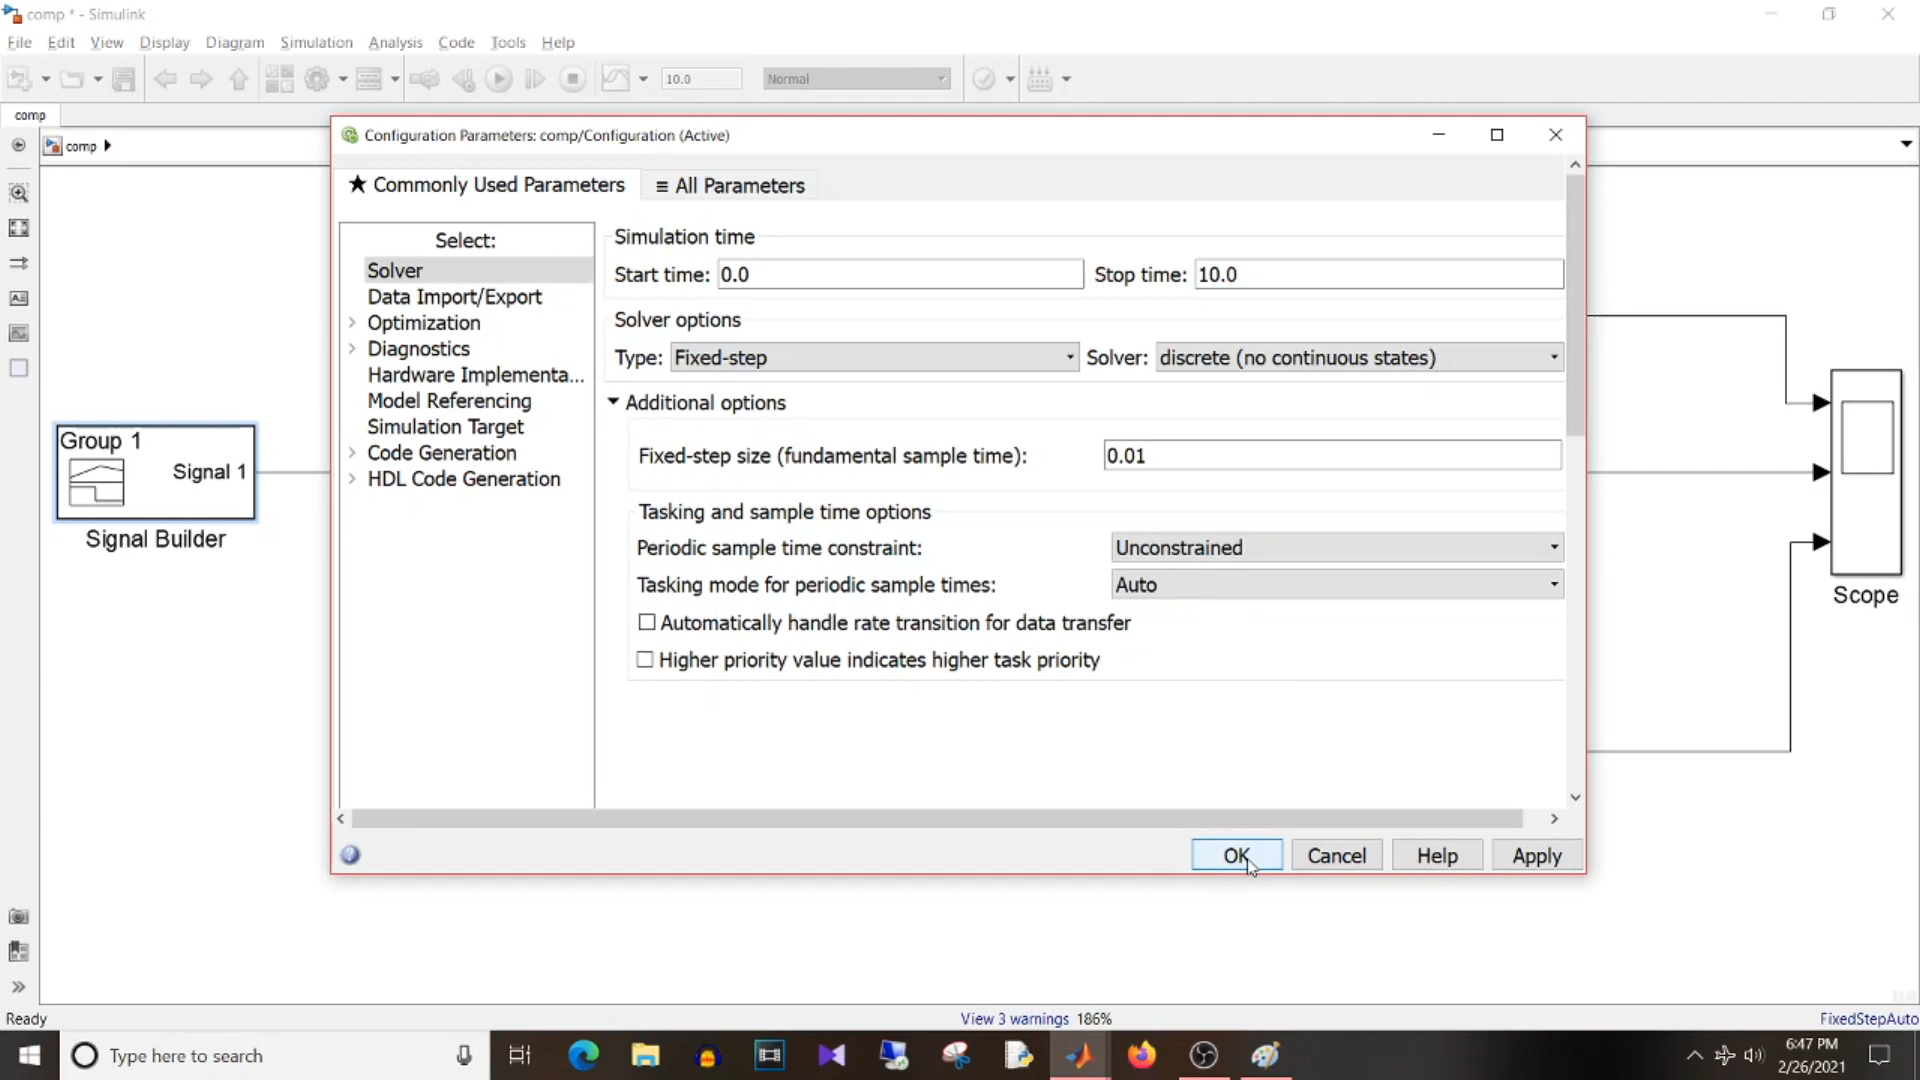 comp * - Simulink
File Edit View Display Diagram Simulation Analysis Code Tools Help
10.0 Normal
comp
comp
Configuration Parameters: comp/Configuration (Active)
★ Commonly Used Parameters
≡ All Parameters
Select:
Solver
Data Import/Export
Optimization
Diagnostics
Hardware Implementa...
Model Referencing
Simulation Target
Code Generation
HDL Code Generation
Simulation time
Start time: 0.0 Stop time: 10.0
Solver options
Type: Fixed-step Solver: discrete (no continuous states)
Additional options
Fixed-step size (fundamental sample time): 0.01
Tasking and sample time options
Periodic sample time constraint: Unconstrained
Tasking mode for periodic sample times: Auto
Automatically handle rate transition for data transfer
Higher priority value indicates higher task priority
OK Cancel Help Apply
Group 1
Signal 1
Signal Builder
Scope
Ready
View 3 warnings 186%
FixedStepAuto
Type here to search
6:47 PM
2/26/2021